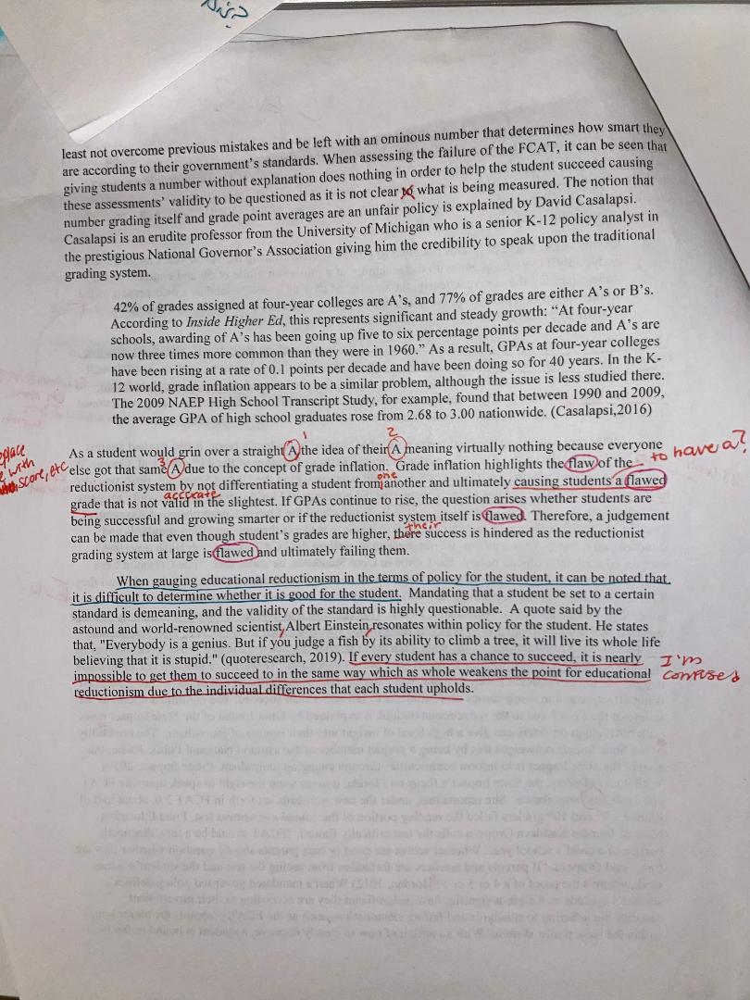 least not overcome previous mistakes and be left with an ominous number that determines how smart they
are according to their government's standards. When assessing the failure of the FCAT, it can be seen that
giving students a number without explanation does nothing in order to help the student succeed causing
these assessments' validity to be questioned as it is not clear what is being measured. The notion that
number grading itself and grade point averages are an unfair policy is explained by David Casalapsi.
Casalapsi is an erudite professor from the University of Michigan who is a senior K-12 policy analyst in
the prestigious National Governor's Association giving him the credibility to speak upon the traditional
grading system.
42% of grades assigned at four-year colleges are A's, and 77% of grades are either A's or B's.
According to Inside Higher Ed, this represents significant and steady growth: “At four-year
schools, awarding of A's has been going up five to six percentage points per decade and A's are
now three times more common than they were in 1960.” As a result, GPAs at four-year colleges
have been rising at a rate of 0.1 points per decade and have been doing so for 40 years. In the K-
12 world, grade inflation appears to be a similar problem, although the issue is less studied there.
The 2009 NAEP High School Transcript Study, for example, found that between 1990 and 2009,
the average GPA of high school graduates rose from 2.68 to 3.00 nationwide. (Casalapsi,2016)
1 2
As a student would grin over a straight A the idea of their A meaning virtually nothing because everyone
to have a?
with
score, etc
3
else got that same A due to the concept of grade inflation. Grade inflation highlights the flaw of the
one
reductionist system by not differentiating a student from another and ultimately causing students a flawed
accurate
grade that is not valid in the slightest. If GPAs continue to rise, the question arises whether students are
being successful and growing smarter or if the reductionist system itself is flawed. Therefore, a judgement
their
can be made that even though student's grades are higher, there success is hindered as the reductionist
grading system at large is flawed and ultimately failing them.
When gauging educational reductionism in the terms of policy for the student, it can be noted that
it is difficult to determine whether it is good for the student. Mandating that a student be set to a certain
standard is demeaning, and the validity of the standard is highly questionable. A quote said by the
astound and world-renowned scientist, Albert Einstein, resonates within policy for the student. He states
that, "Everybody is a genius. But if you judge a fish by its ability to climb a tree, it will live its whole life
believing that it is stupid." (quoteresearch, 2019). If every student has a chance to succeed, it is nearly
impossible to get them to succeed to in the same way which as whole weakens the point for educational
reductionism due to the individual differences that each student upholds.
I'm
confused